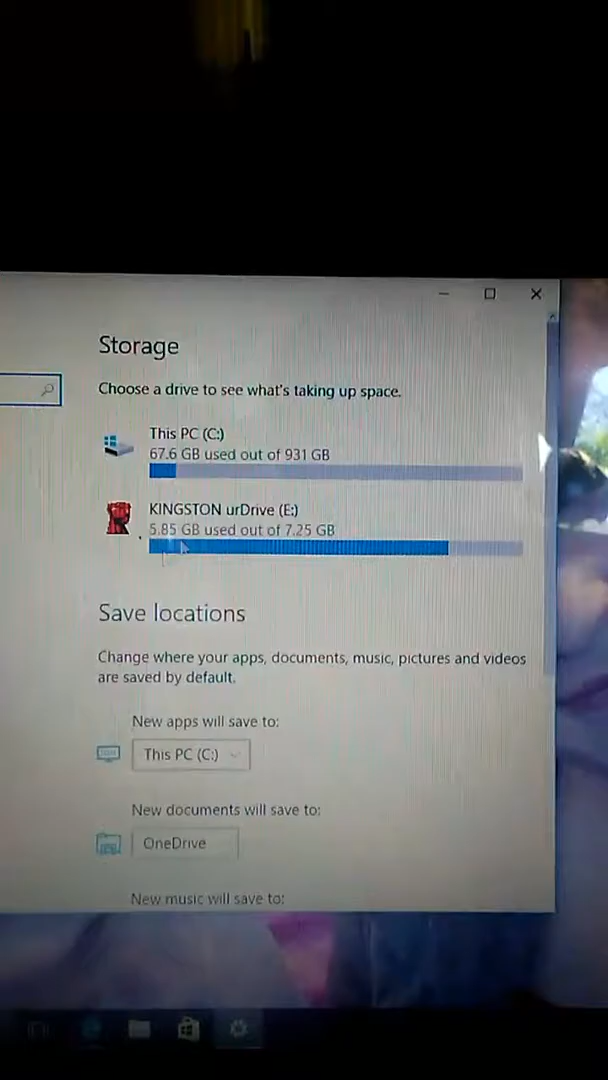 Storage
Choose a drive to see what's taking up space.
This PC (C:)
67.6 GB used out of 931 GB
KINGSTON urDrive (E:)
5.85 GB used out of 7.25 GB
Save locations
Change where your apps, documents, music, pictures and videos
are saved by default.
New apps will save to:
This PC (C:)
New documents will save to:
OneDrive
New music will save to: